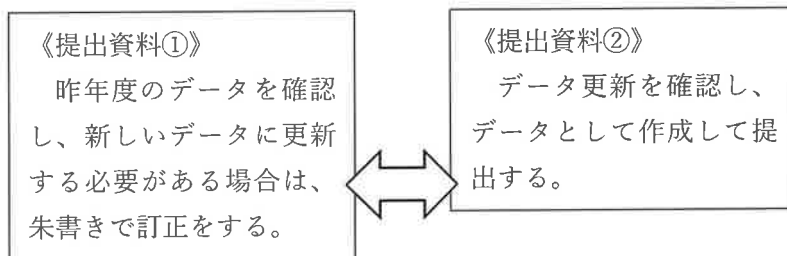 《提出資料①》
昨年度のデータを確認
し、新しいデータに更新
する必要がある場合は、
朱書きで訂正をする。
《提出資料②》
データ更新を確認し、
データとして作成して提
出する。